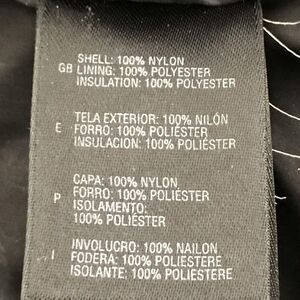 SHELL: 100% NYLON
GB LINING: 100% POLYESTER
INSULATION: 100% POLYESTER
TELA EXTERIOR: 100% NILÓN
E FORRO: 100% POLIÉSTER
INSULACION: 100% POLIÉSTER
CAPA: 100% NYLON
P FORRO: 100% POLIÉSTER
ISOLAMENTO:
100% POLIÉSTER
INVOLUCRO: 100% NAILON
I FODERA: 100% POLIESTERE
ISOLANTE: 100% POLIESTERE